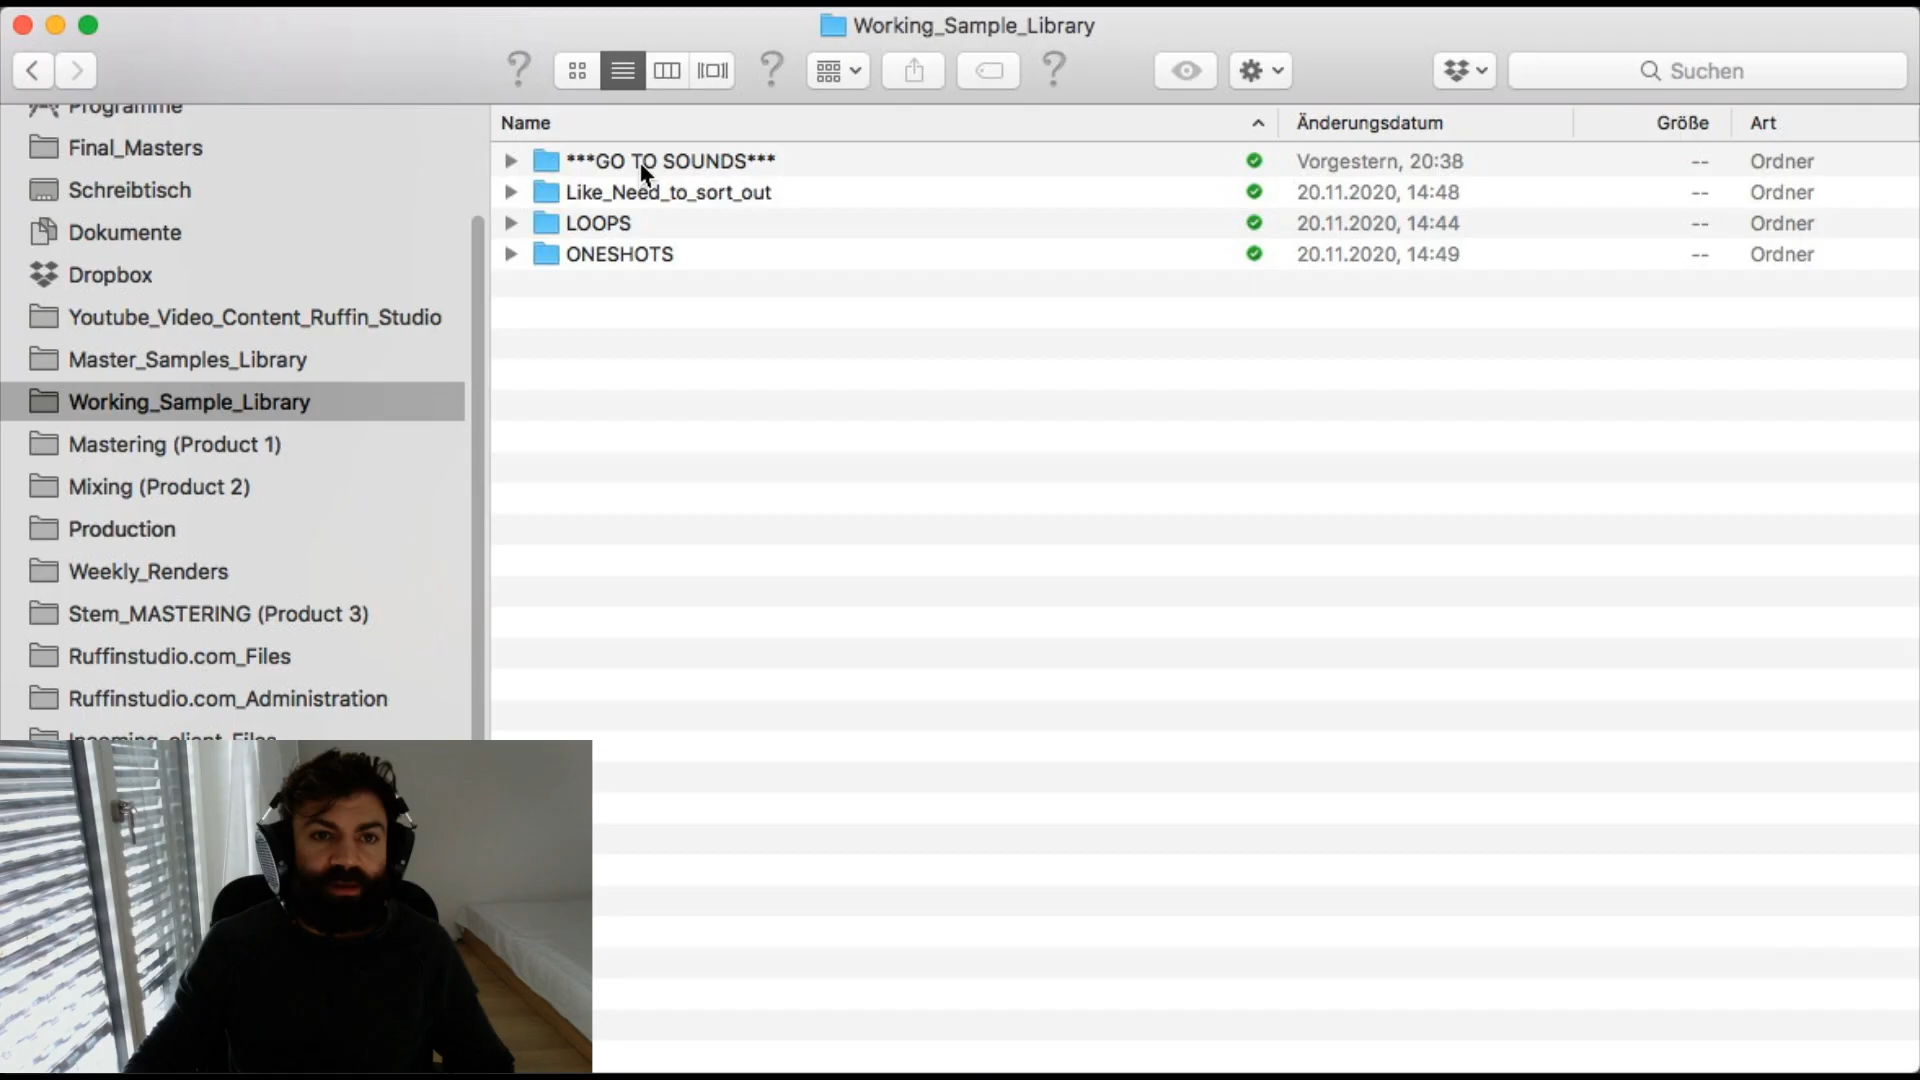 Working_Sample_Library
Suchen
Programme
Final_Masters
Schreibtisch
Dokumente
Dropbox
Youtube_Video_Content_Ruffin_Studio
Master_Samples_Library
Working_Sample_Library
Mastering (Product 1)
Mixing (Product 2)
Production
Weekly_Renders
Stem_MASTERING (Product 3)
Ruffinstudio.com_Files
Ruffinstudio.com_Administration
Incoming_client_Files
Name Änderungsdatum Größe Art
***GO TO SOUNDS*** Vorgestern, 20:38 -- Ordner
Like_Need_to_sort_out 20.11.2020, 14:48 -- Ordner
LOOPS 20.11.2020, 14:44 -- Ordner
ONESHOTS 20.11.2020, 14:49 -- Ordner